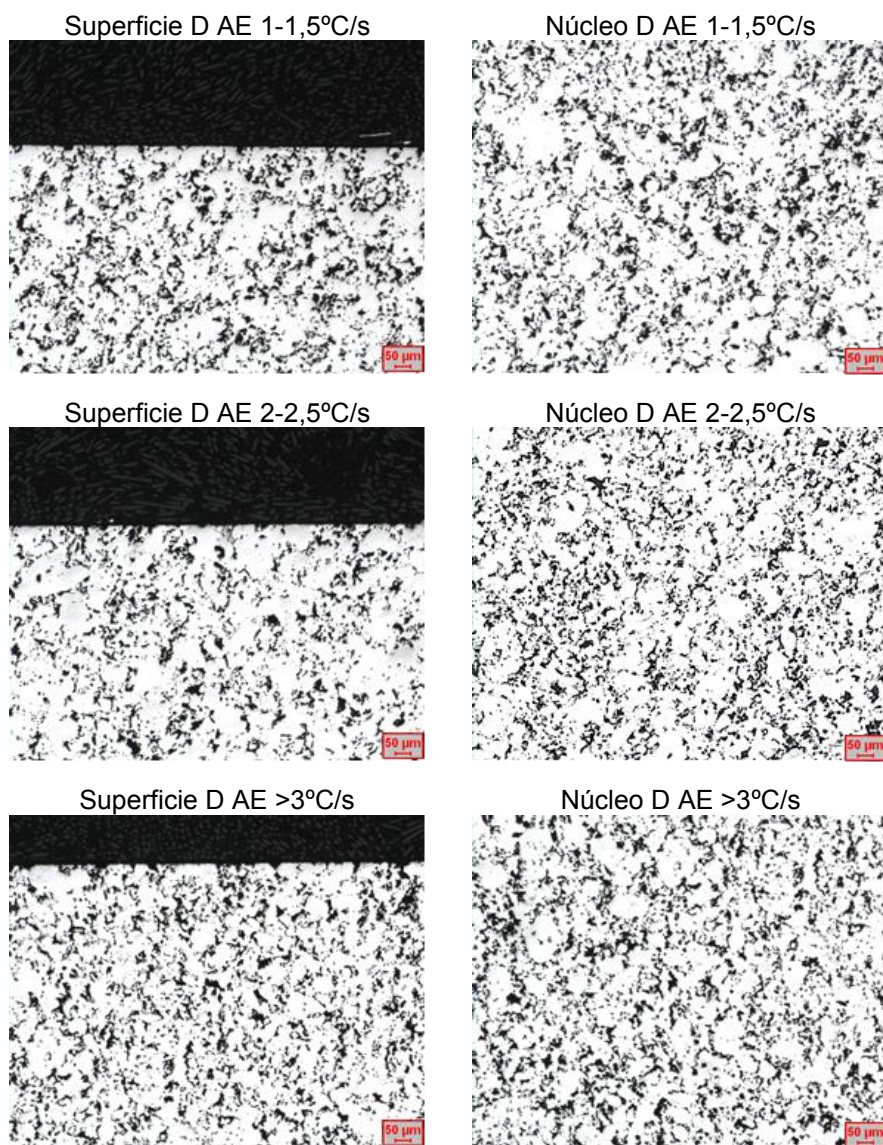 Superficie D AE 1-1,5ºC/s
Núcleo D AE 1-1,5ºC/s
50 µm
50 µm
Superficie D AE 2-2,5ºC/s
Núcleo D AE 2-2,5ºC/s
50 µm
50 µm
Superficie D AE >3ºC/s
Núcleo D AE >3ºC/s
50 µm
50 µm